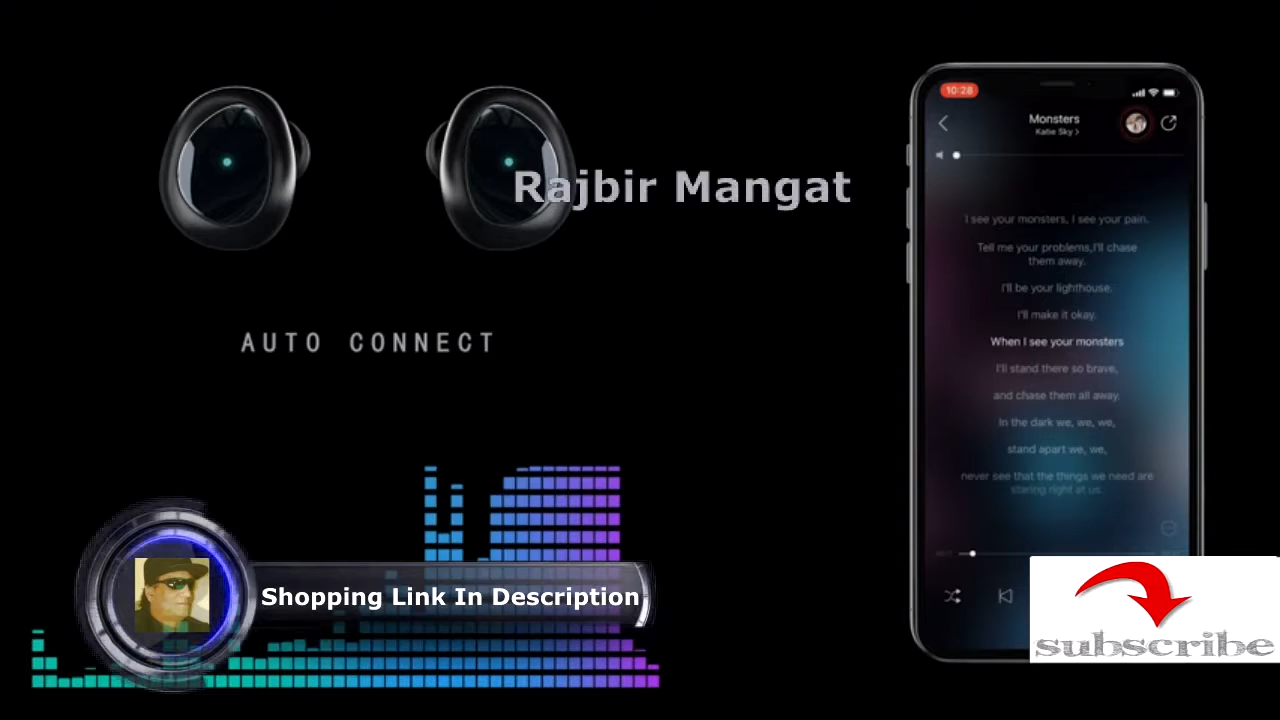 Rajbir Mangat
AUTO CONNECT
Shopping Link In Description
10:28
Monsters
Katie Sky >
I see your monsters, I see your pain.
Tell me your problems,I'll chase
them away.
I'll be your lighthouse.
I'll make it okay.
When I see your monsters
I'll stand there so brave,
and chase them all away.
In the dark we, we, we,
stand apart we, we,
never see that the things we need are
staring right at us.
subscribe